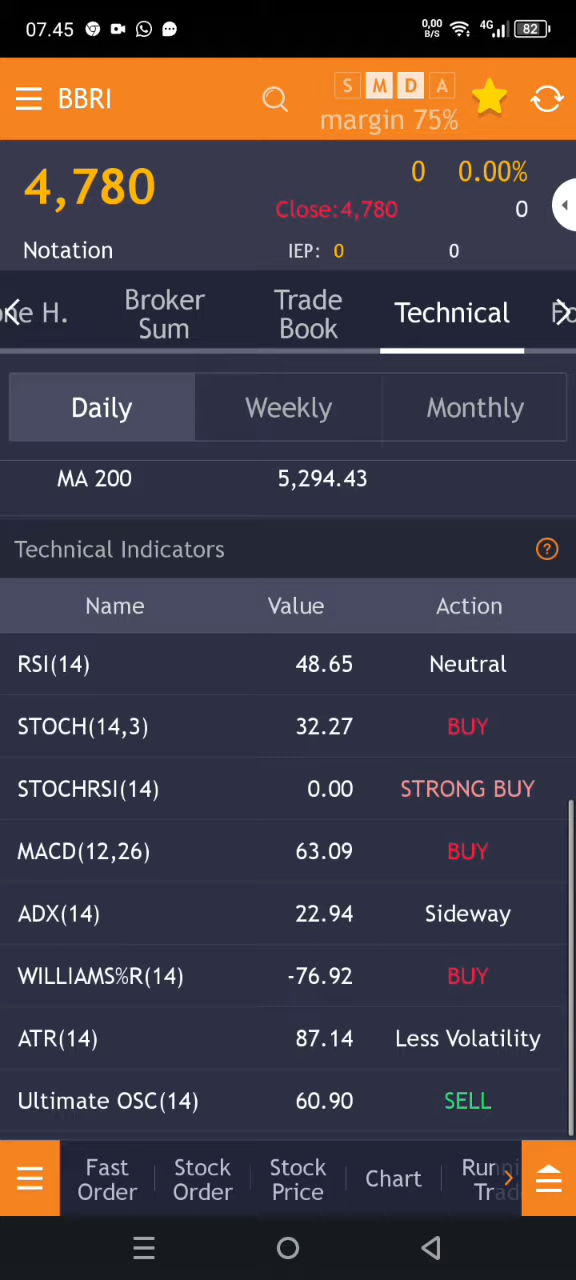 07.45 0,00 B/S 4G 82
BBRI S M D A
margin 75%
4,780 0 0.00%
Close:4,780 0
Notation IEP: 0 0
ne H. Broker Sum Trade Book Technical Fo
Daily Weekly Monthly
MA 200 5,294.43
Technical Indicators ?
Name Value Action
RSI(14) 48.65 Neutral
STOCH(14,3) 32.27 BUY
STOCHRSI(14) 0.00 STRONG BUY
MACD(12,26) 63.09 BUY
ADX(14) 22.94 Sideway
WILLIAMS%R(14) -76.92 BUY
ATR(14) 87.14 Less Volatility
Ultimate OSC(14) 60.90 SELL
Fast Order Stock Order Stock Price Chart Runni Trad